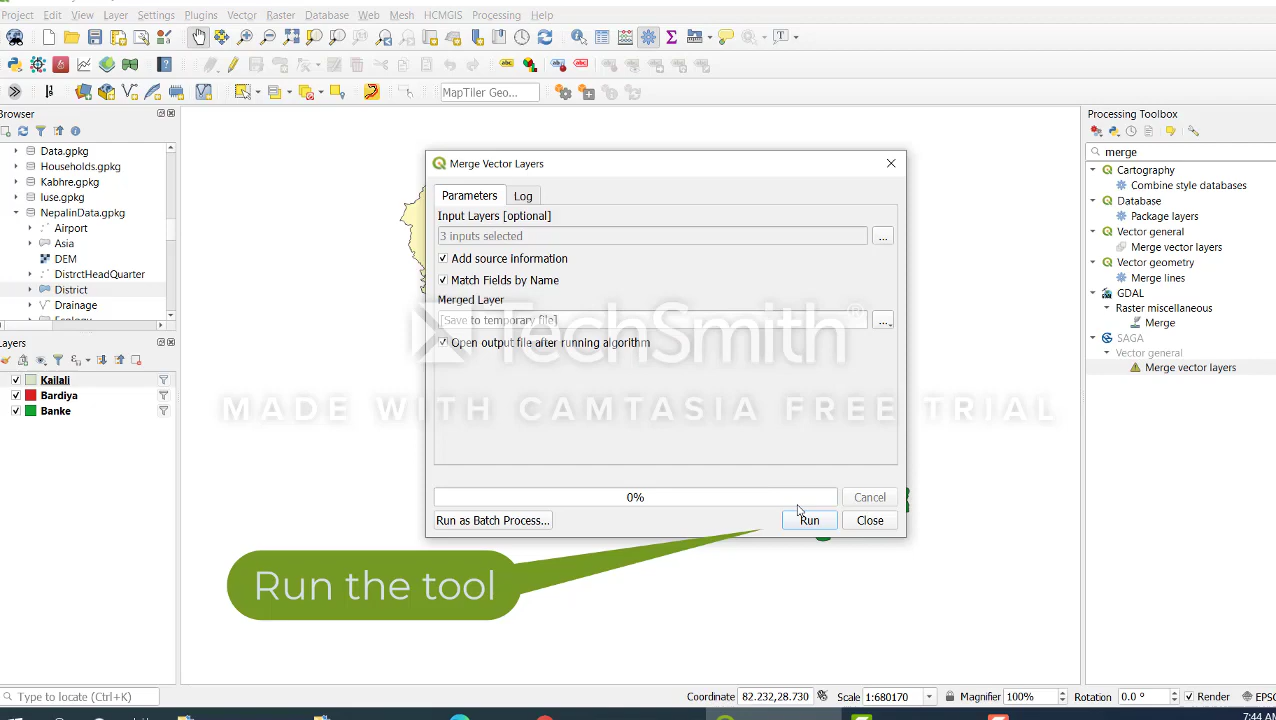 Project Edit View Layer Settings Plugins Vector Raster Database Web Mesh HCMGIS Processing Help
MapTiler Geo...
Browser
Data.gpkg
Households.gpkg
Kabhre.gpkg
luse.gpkg
NepalinData.gpkg
Airport
Asia
DEM
DistrctHeadQuarter
District
Drainage
Layers
Kailali
Bardiya
Banke
Merge Vector Layers
Parameters Log
Input Layers [optional]
3 inputs selected
...
Add source information
Match Fields by Name
Merged Layer
[Save to temporary file]
...
Open output file after running algorithm
TechSmith®
MADE WITH CAMTASIA FREE TRIAL
0%
Cancel
Run as Batch Process...
Run
Close
Run the tool
Processing Toolbox
merge
Cartography
Combine style databases
Database
Package layers
Vector general
Merge vector layers
Vector geometry
Merge lines
GDAL
Raster miscellaneous
Merge
SAGA
Vector general
Merge vector layers
Type to locate (Ctrl+K)
Coordinate 82.232,28.730 Scale 1:680170 Magnifier 100% Rotation 0.0 ° Render EPSC
7:44 AM